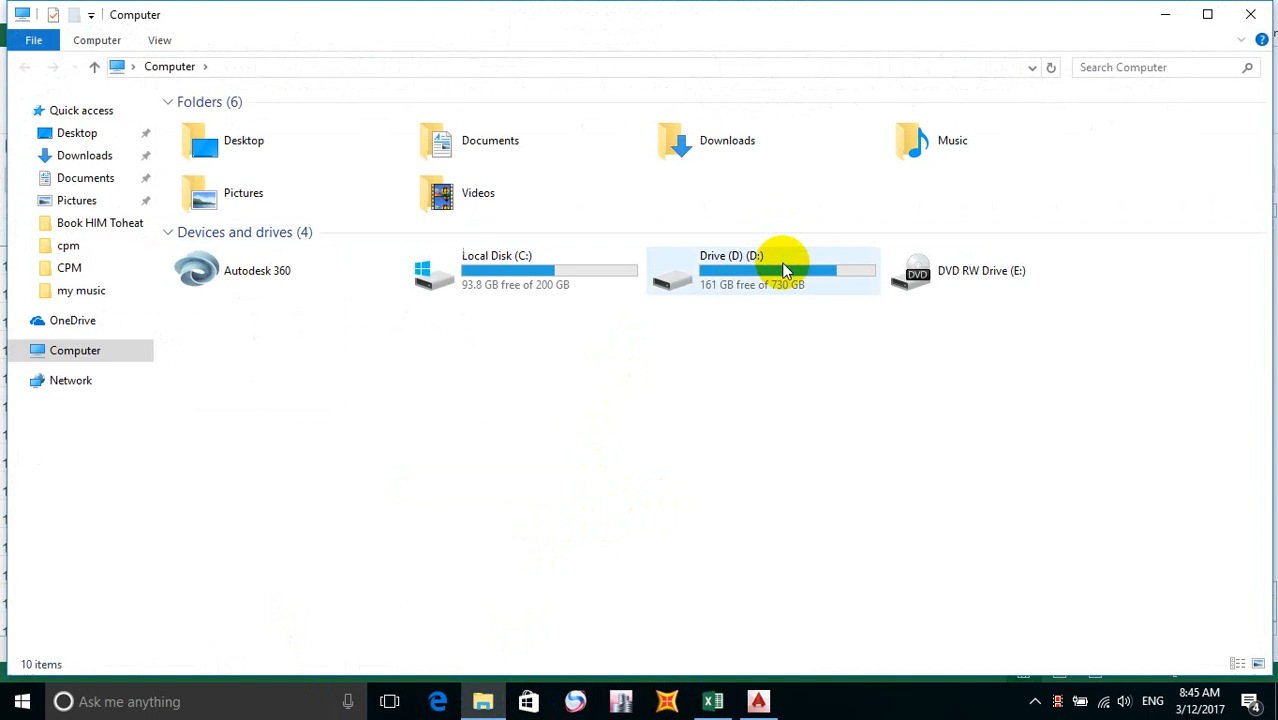 Computer
File Computer View
Computer
Search Computer
Quick access
Desktop
Downloads
Documents
Pictures
Book HIM Toheat
cpm
CPM
my music
OneDrive
Computer
Network
Folders (6)
Desktop Documents Downloads Music
Pictures Videos
Devices and drives (4)
Autodesk 360
Local Disk (C:)
93.8 GB free of 200 GB
Drive (D) (D:)
161 GB free of 730 GB
DVD
DVD RW Drive (E:)
10 items
Ask me anything
ENG
8:45 AM
3/12/2017
4